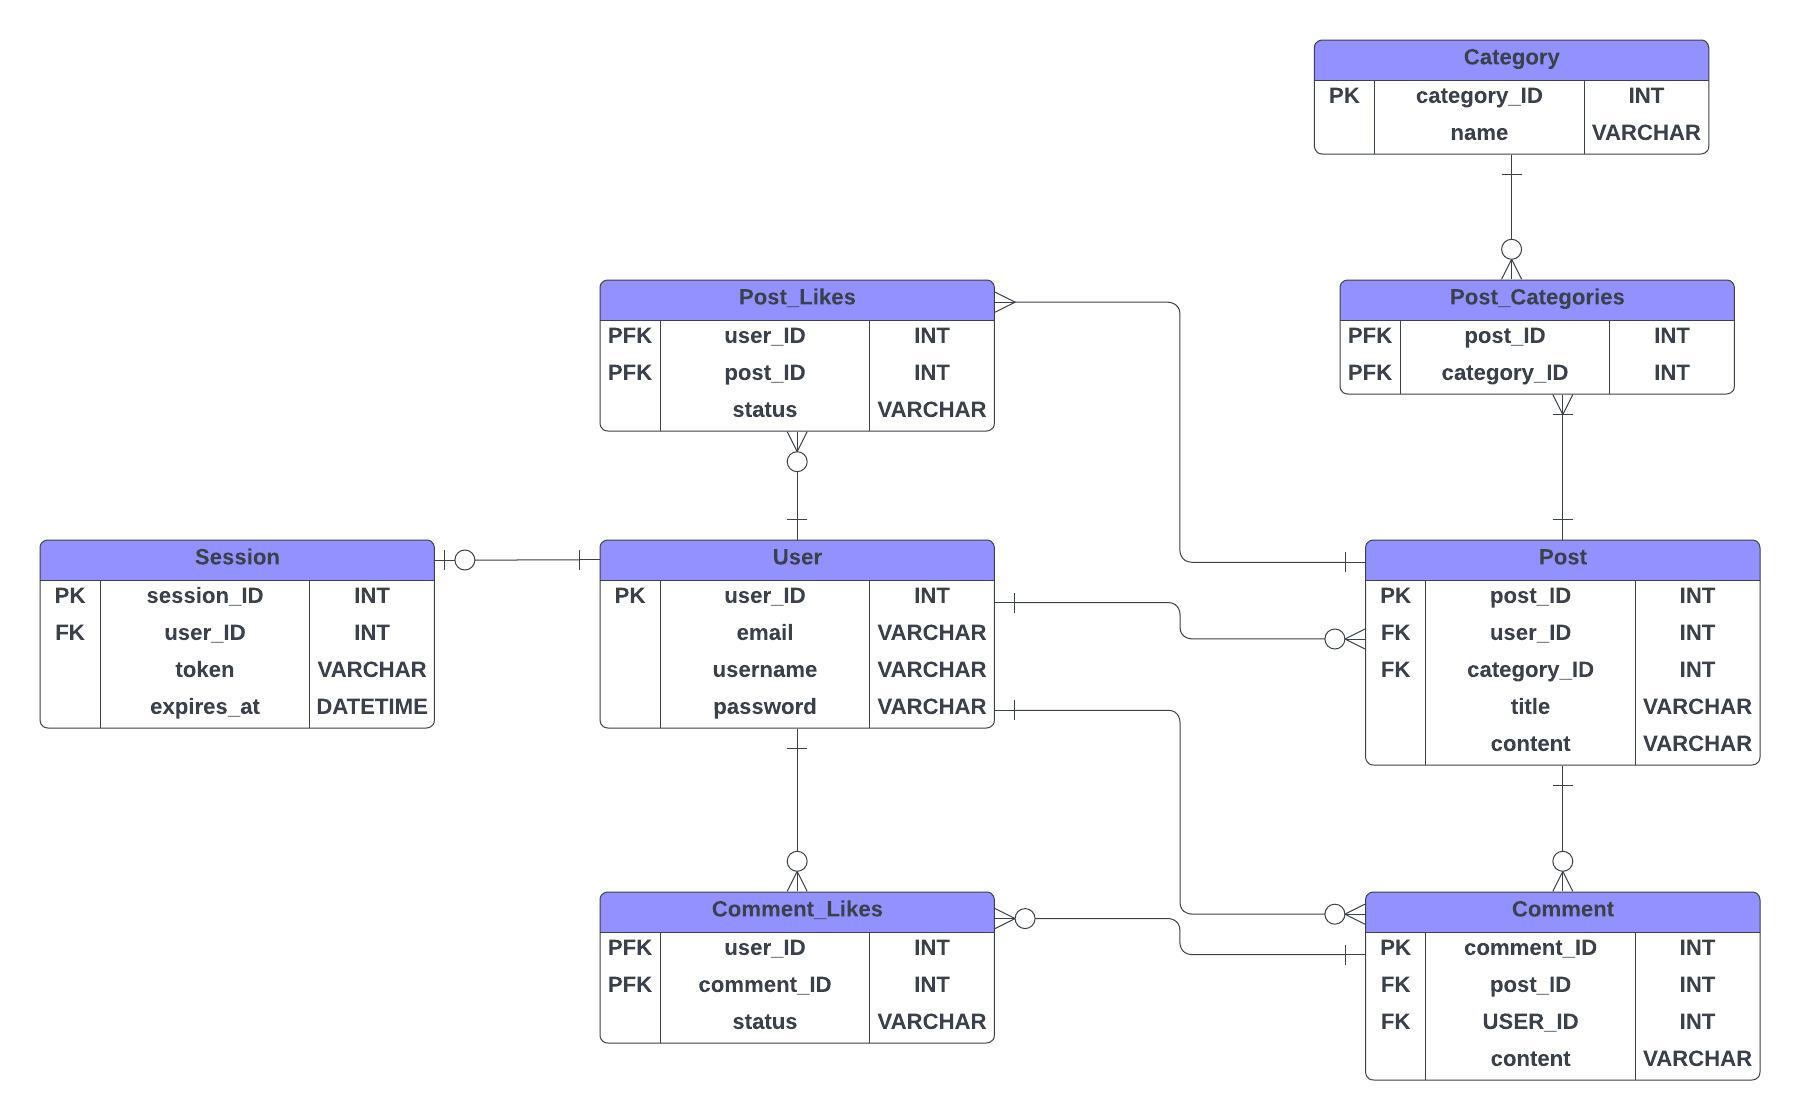 Category
PK category_ID INT
name VARCHAR
Post_Likes
PFK user_ID INT
PFK post_ID INT
status VARCHAR
Post_Categories
PFK post_ID INT
PFK category_ID INT
Session
PK session_ID INT
FK user_ID INT
token VARCHAR
expires_at DATETIME
User
PK user_ID INT
email VARCHAR
username VARCHAR
password VARCHAR
Post
PK post_ID INT
FK user_ID INT
FK category_ID INT
title VARCHAR
content VARCHAR
Comment_Likes
PFK user_ID INT
PFK comment_ID INT
status VARCHAR
Comment
PK comment_ID INT
FK post_ID INT
FK USER_ID INT
content VARCHAR